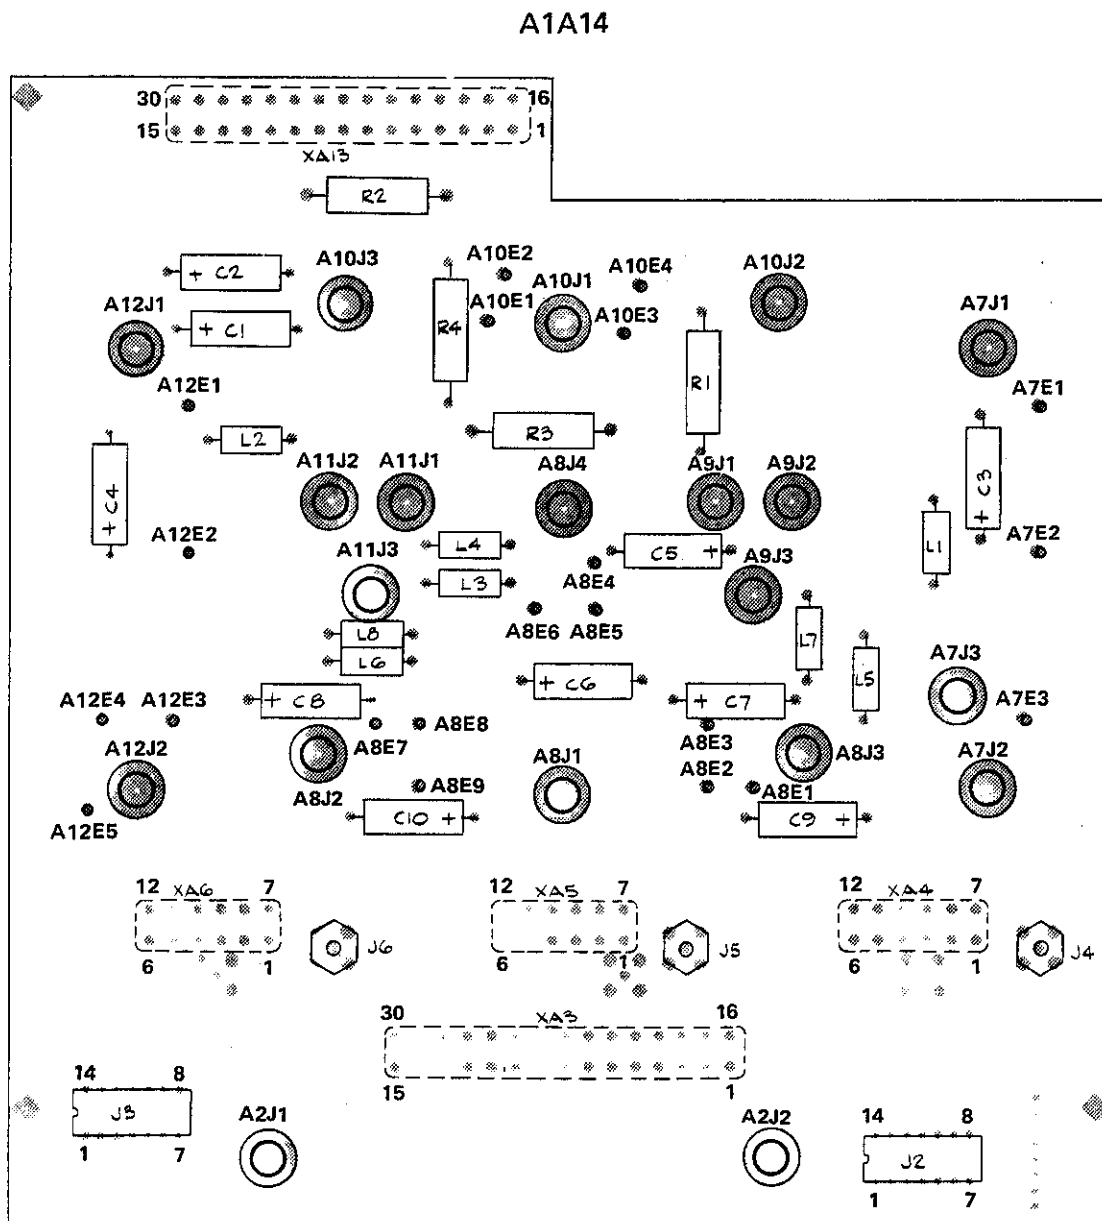 A1A14
30 16
15 1
XA13
R2
A10E2
A10J3 A10E4 A10J2
C2 A10J1
A12J1 A10E1 A7J1
C1 R4 A10E3
A12E1 R1 A7E1
L2 R3
A11J2 A11J1 A8J4 A9J1 A9J2
C4 C3
A12E2 L4 C5 L1 A7E2
A11J3 A9J3
L3 A8E4
A8E6 A8E5
L8 L7
L6 A7J3
C6 L5
A12E4 A12E3 C8 C7 A7E3
A8E8
A12J2 A8E7 A8J1 A8E3 A8J3 A7J2
A8E2
A8J2 A8E9 A8E1
A12E5 C10 C9
12 XA6 7 12 XA5 7 12 XA4 7
J6 J5 J4
6 1 6 1 6 1
30 XA3 16
15 1
14 8
J3 A2J1 A2J2 14 8
1 7
J2
1 7